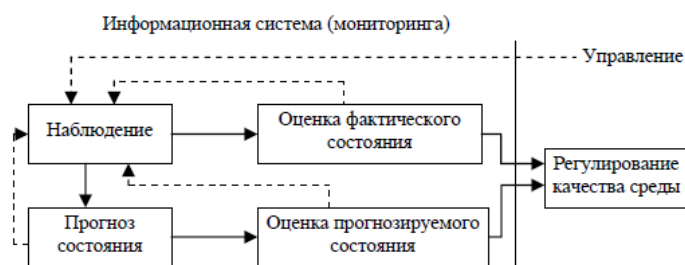 Информационная система (мониторинга)
Управление
Наблюдение
Оценка фактического
состояния
Регулирование
качества среды
Прогноз
состояния
Оценка прогнозируемого
состояния